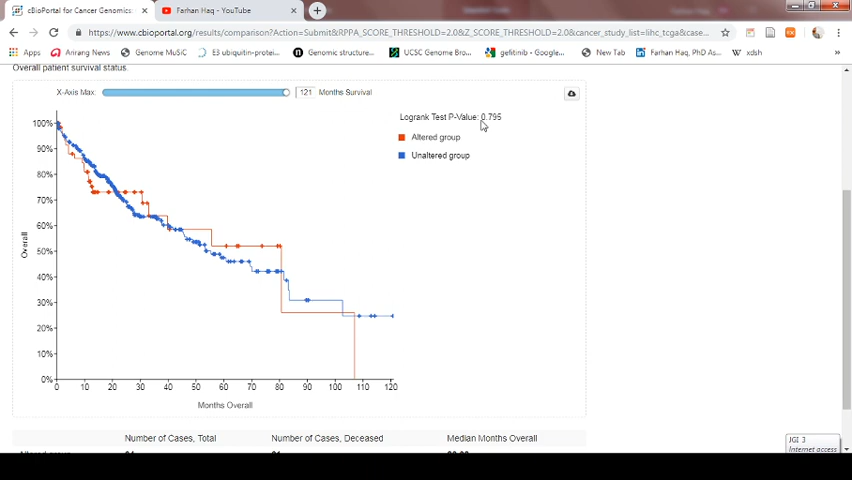 cBioPortal for Cancer Genomics
Farhan Haq - YouTube
https://www.cbioportal.org/results/comparison?Action=Submit&RPPA_SCORE_THRESHOLD=2.0&Z_SCORE_THRESHOLD=2.0&cancer_study_list=lihc_tcga&case...
Apps
Arirang News
Genome MuSiC
E3 ubiquitin-protei...
Genomic structure...
UCSC Genome Brow...
gefitinib - Google...
New Tab
Farhan Haq, PhD As...
xdsh
Overall patient survival status.
X-Axis Max:
121
Months Survival
Logrank Test P-Value: 0.795
Altered group
Unaltered group
100%
90%
80%
70%
60%
50%
40%
30%
20%
10%
0%
Overall
0 10 20 30 40 50 60 70 80 90 100 110 120
Months Overall
Number of Cases, Total
Number of Cases, Deceased
Median Months Overall
JGI 3
Internet access